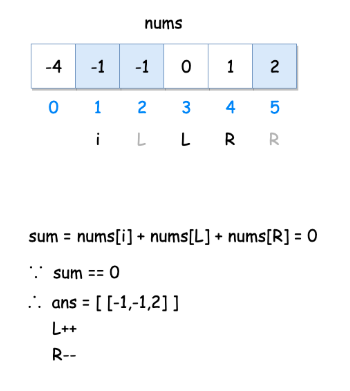 nums
-4 -1 -1 0 1 2
0 1 2 3 4 5
i L L R R
sum = nums[i] + nums[L] + nums[R] = 0
∵ sum == 0
∴ ans = [ [-1,-1,2] ]
L++
R--